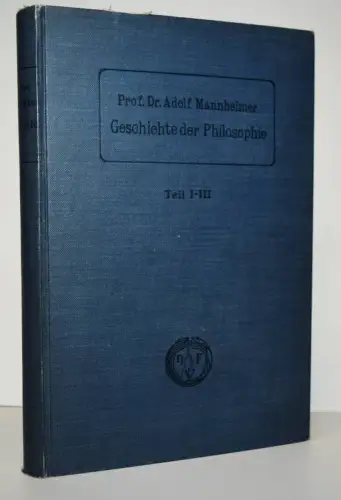 Prof. Dr. Adolf Mannheimer
Geschichte der Philosophie
Teil I-III